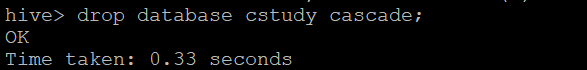 hive> drop database cstudy cascade;
OK
Time taken: 0.33 seconds